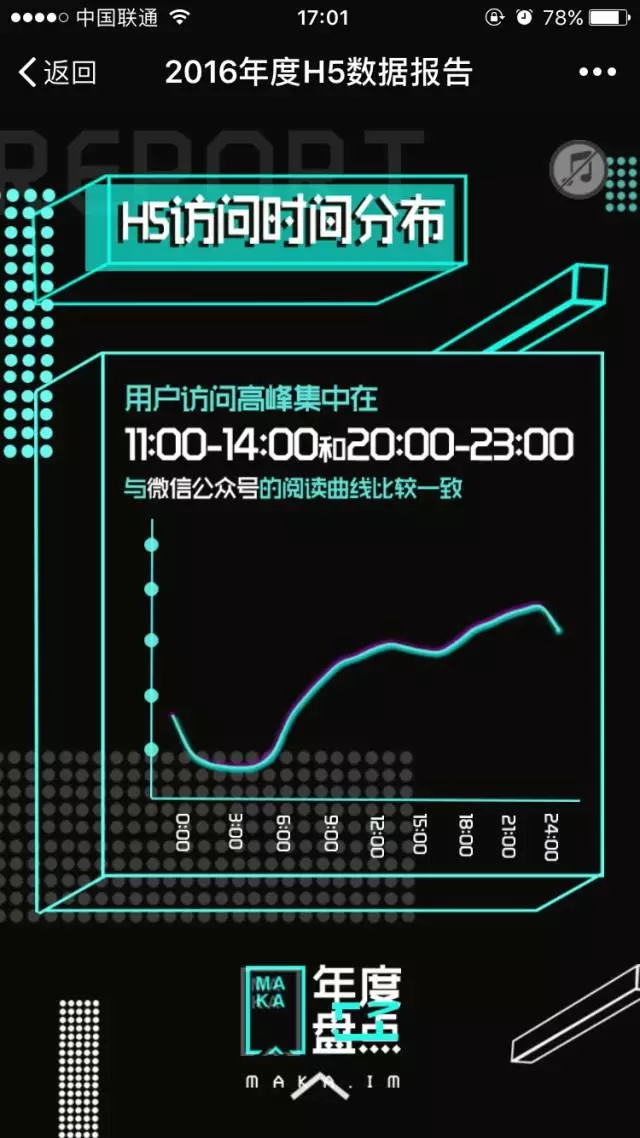 中国联通 17:01 78%
返回 2016年度H5数据报告
REPORT
H5访问时间分布
用户访问高峰集中在
11:00-14:00和20:00-23:00
与微信公众号的阅读曲线比较一致
0:00 3:00 6:00 9:00 12:00 15:00 18:00 21:00 24:00
MA
KA
年度
盘点
MAKA.IM